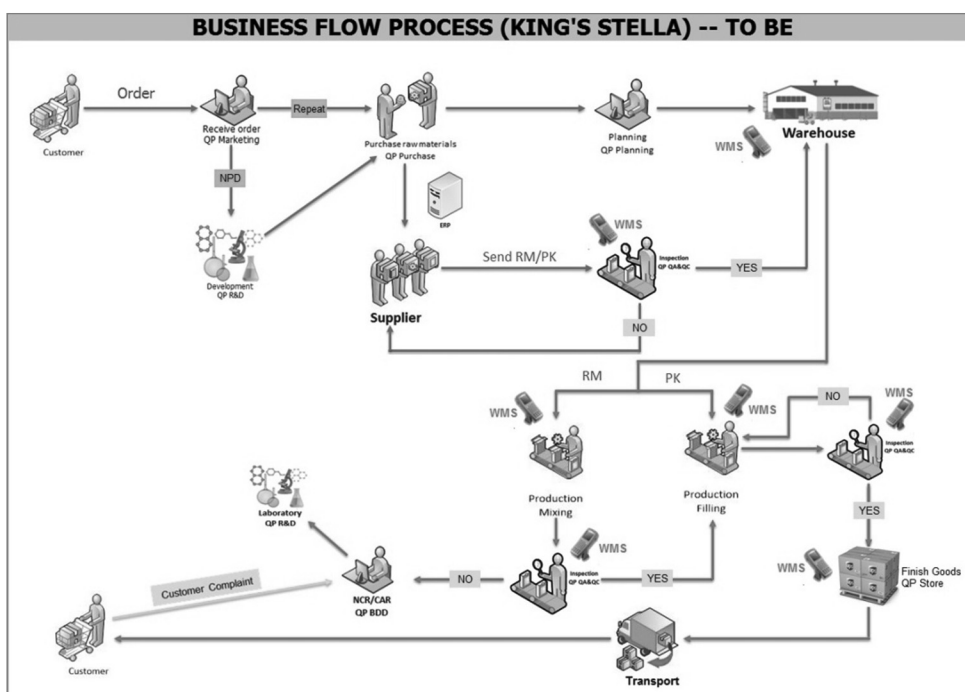 BUSINESS FLOW PROCESS (KING'S STELLA) -- TO BE
Order
Customer
Receive order
QP Marketing
Repeat
Purchase raw materials
QP Purchase
Planning
QP Planning
WMS
Warehouse
NPD
Development
QP R&D
ERP
Supplier
Send RM/PK
WMS
Inspection
QP QA&QC
YES
NO
RM
PK
WMS
WMS
NO
WMS
Inspection
QP QA&QC
Production
Mixing
Production
Filling
YES
Laboratory
QP R&D
WMS
Inspection
QP QA&QC
NO
YES
NCR/CAR
QP BDD
Customer Complaint
WMS
Finish Goods
QP Store
Customer
Transport